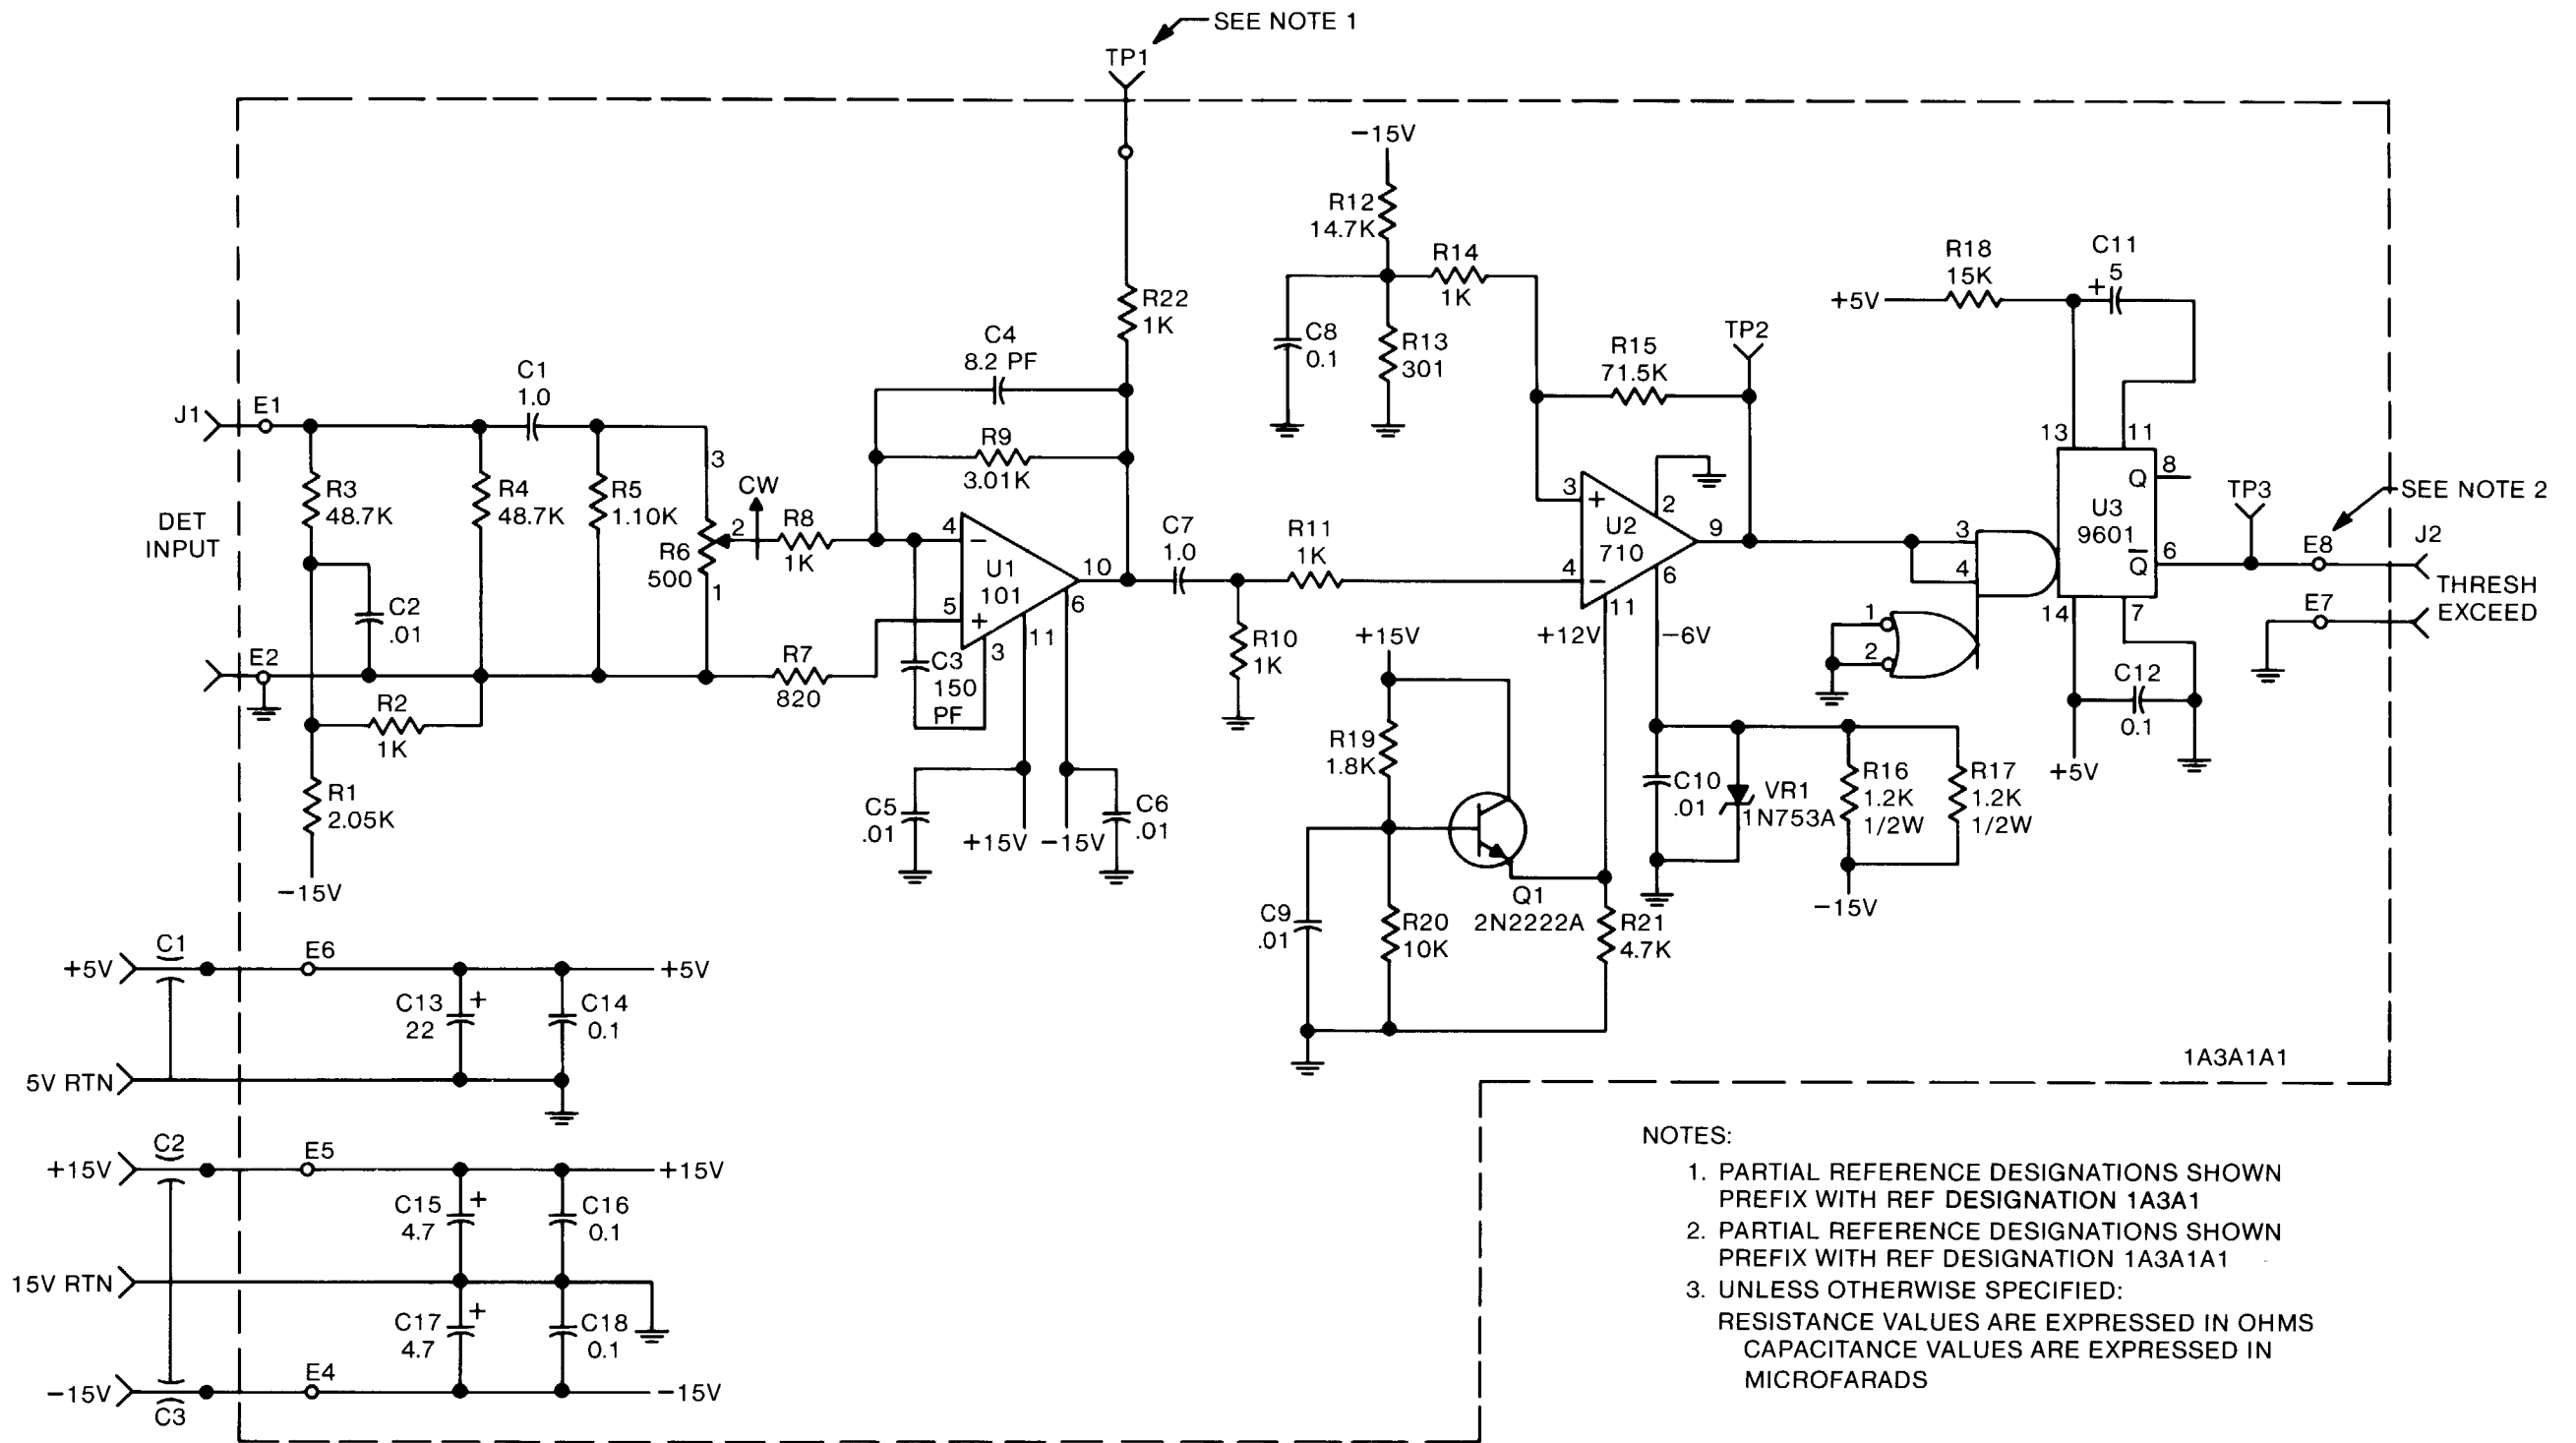 SEE NOTE 1
TP1
-15V
R12
14.7K
R14
1K
C8
0.1
R13
301
R22
1K
C4
8.2 PF
R9
3.01K
R15
71.5K
TP2
R18
15K
C11
5
+
+5V
13
11
J1
E1
C1
1.0
3
CW
2
R3
48.7K
R4
48.7K
R5
1.10K
R6
500
1
R8
1K
DET
INPUT
C2
.01
E2
R2
1K
R1
2.05K
-15V
R7
820
4
-
5
+
U1
101
10
6
11
3
C3
150
PF
C5
.01
+15V
-15V
C6
.01
C7
1.0
R11
1K
R10
1K
3
+
4
-
U2
710
2
9
6
11
+12V
-6V
3
4
1
2
U3
9601
Q
8
Q
6
14
7
TP3
SEE NOTE 2
E8
J2
E7
THRESH
EXCEED
C12
0.1
+5V
+15V
R19
1.8K
C9
.01
R20
10K
Q1
2N2222A
R21
4.7K
C10
.01
VR1
1N753A
R16
1.2K
1/2W
R17
1.2K
1/2W
-15V
1A3A1A1
+5V
C1
E6
+5V
C13
22
+
C14
0.1
5V RTN
+15V
C2
E5
+15V
C15
4.7
+
C16
0.1
15V RTN
C17
4.7
+
C18
0.1
-15V
C3
E4
-15V
NOTES:
1. PARTIAL REFERENCE DESIGNATIONS SHOWN
PREFIX WITH REF DESIGNATION 1A3A1
2. PARTIAL REFERENCE DESIGNATIONS SHOWN
PREFIX WITH REF DESIGNATION 1A3A1A1
3. UNLESS OTHERWISE SPECIFIED:
RESISTANCE VALUES ARE EXPRESSED IN OHMS
CAPACITANCE VALUES ARE EXPRESSED IN
MICROFARADS